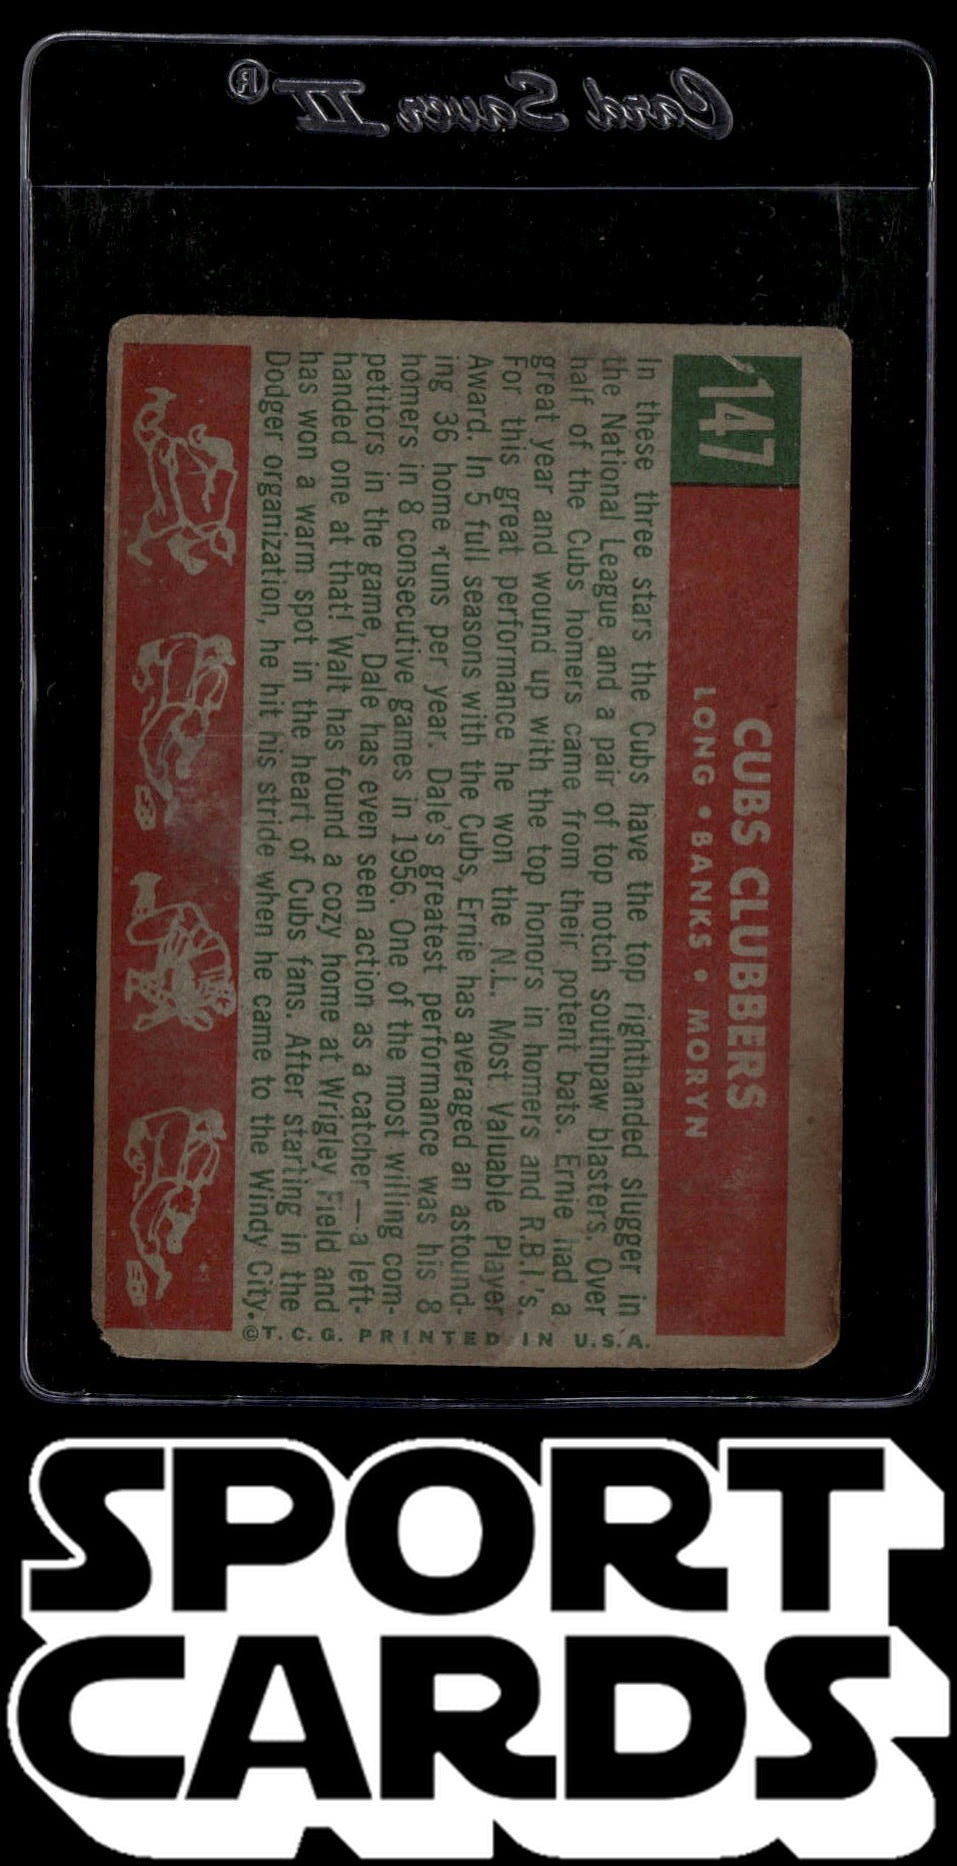 Card Saver II®
147
CUBS CLUBBERS
LONG • BANKS • MORYN
In these three stars the Cubs have the top righthanded slugger in
the National League and a pair of top notch southpaw blasters. Over
half of the Cubs homers came from their potent bats. Ernie had a
great year and wound up with the top honors in homers and R.B.I.'s.
For this great performance he won the N.L. Most Valuable Player
Award. In 5 full seasons with the Cubs, Ernie has averaged an astound-
ing 36 home runs per year. Dale's greatest performance was his 8
homers in 8 consecutive games in 1956. One of the most willing com-
petitors in the game, Dale has even seen action as a catcher—a left-
handed one at that! Walt has found a cozy home at Wrigley Field and
has won a warm spot in the heart of Cubs fans. After starting in the
Dodger organization, he hit his stride when he came to the Windy City.
©T. C. G. PRINTED IN U.S.A.
SPORT
CARDS